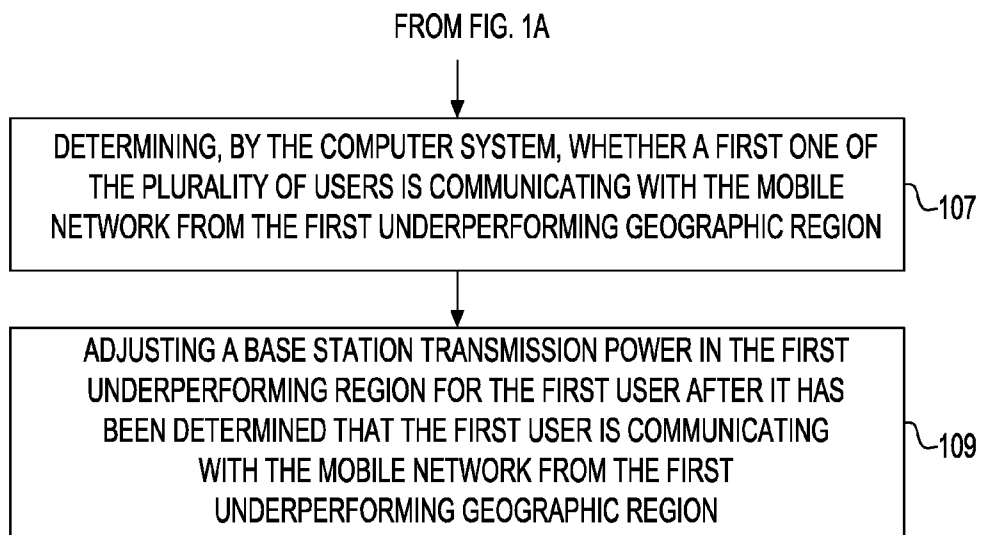 FROM FIG. 1A
DETERMINING, BY THE COMPUTER SYSTEM, WHETHER A FIRST ONE OF
THE PLURALITY OF USERS IS COMMUNICATING WITH THE MOBILE
NETWORK FROM THE FIRST UNDERPERFORMING GEOGRAPHIC REGION
107
ADJUSTING A BASE STATION TRANSMISSION POWER IN THE FIRST
UNDERPERFORMING REGION FOR THE FIRST USER AFTER IT HAS
BEEN DETERMINED THAT THE FIRST USER IS COMMUNICATING
WITH THE MOBILE NETWORK FROM THE FIRST
UNDERPERFORMING GEOGRAPHIC REGION
109